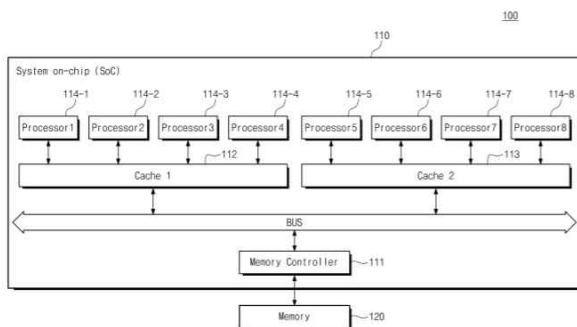 100
110
System on-chip (SoC)
114-1 114-2 114-3 114-4 114-5 114-6 114-7 114-8
Processor1 Processor2 Processor3 Processor4 Processor5 Processor6 Processor7 Processor8
112 113
Cache 1 Cache 2
BUS
Memory Controller 111
Memory 120